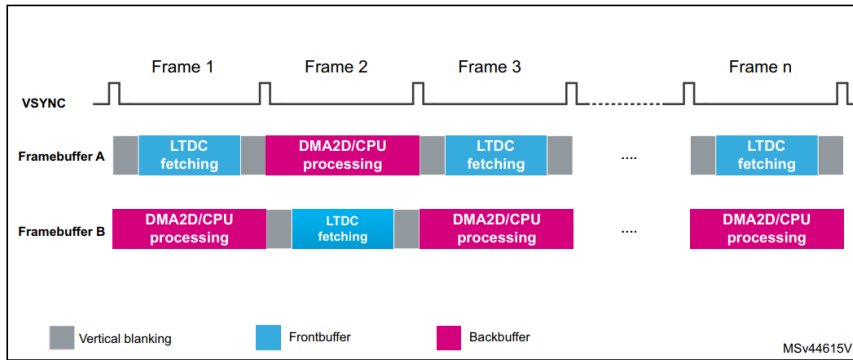 Frame 1 Frame 2 Frame 3 Frame n
VSYNC
Framebuffer A
LTDC
fetching
DMA2D/CPU
processing
LTDC
fetching
....
LTDC
fetching
Framebuffer B
DMA2D/CPU
processing
LTDC
fetching
DMA2D/CPU
processing
....
DMA2D/CPU
processing
Vertical blanking
Frontbuffer
Backbuffer
MSv44615V